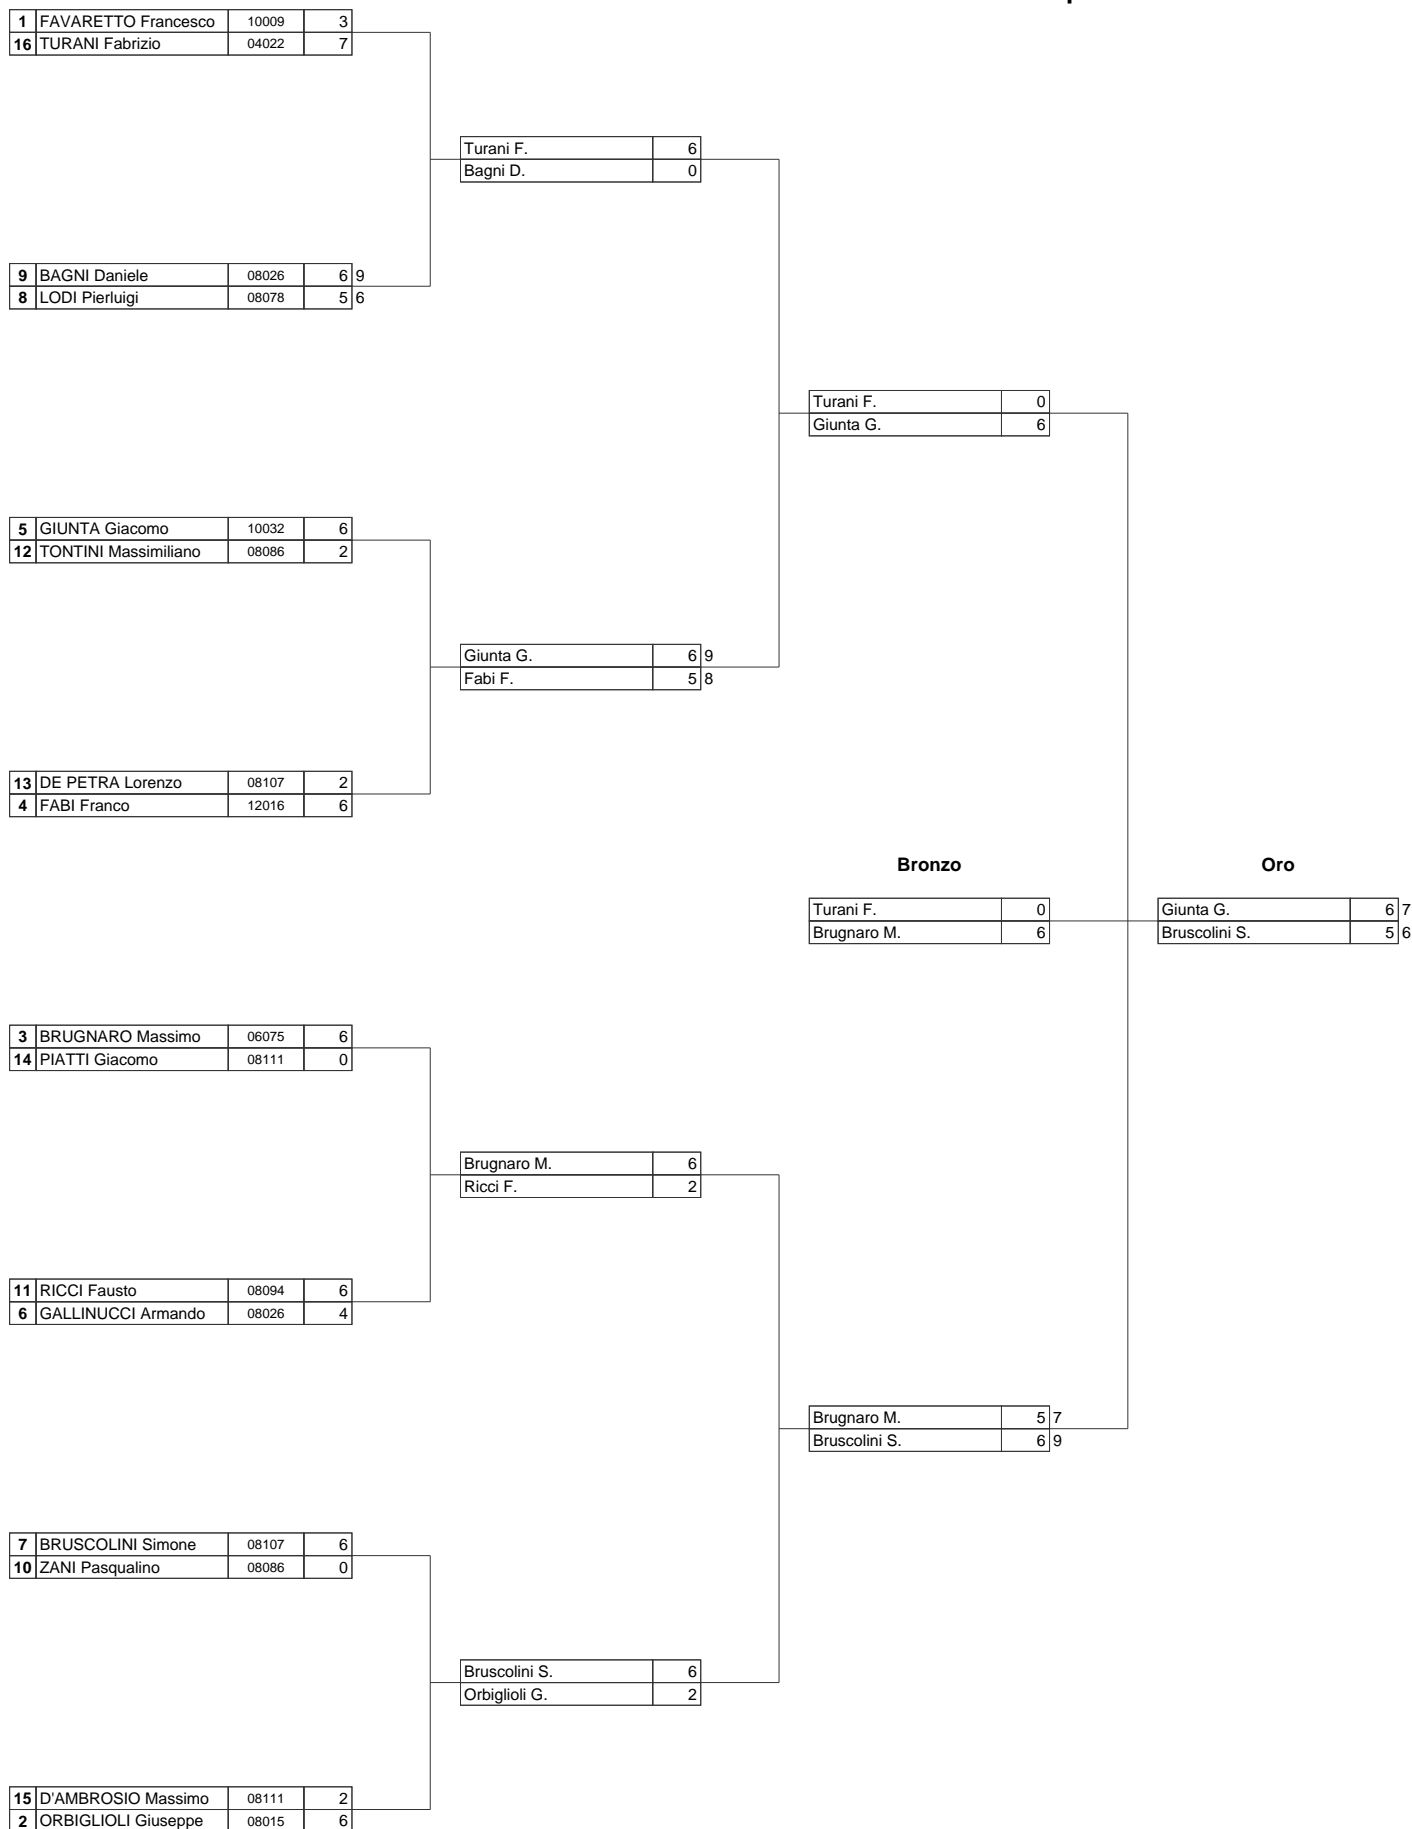 1 FAVARETTO Francesco 10009 3
16 TURANI Fabrizio 04022 7
Turani F. 6
Bagni D. 0
9 BAGNI Daniele 08026 6 9
8 LODI Pierluigi 08078 5 6
Turani F. 0
Giunta G. 6
5 GIUNTA Giacomo 10032 6
12 TONTINI Massimiliano 08086 2
Giunta G. 6 9
Fabi F. 5 8
13 DE PETRA Lorenzo 08107 2
4 FABI Franco 12016 6
Bronzo Oro
Turani F. 0 Giunta G. 6 7
Brugnaro M. 6 Bruscolini S. 5 6
3 BRUGNARO Massimo 06075 6
14 PIATTI Giacomo 08111 0
Brugnaro M. 6
Ricci F. 2
11 RICCI Fausto 08094 6
6 GALLINUCCI Armando 08026 4
Brugnaro M. 5 7
Bruscolini S. 6 9
7 BRUSCOLINI Simone 08107 6
10 ZANI Pasqualino 08086 0
Bruscolini S. 6
Orbiglioli G. 2
15 D'AMBROSIO Massimo 08111 2
2 ORBIGLIOLI Giuseppe 08015 6